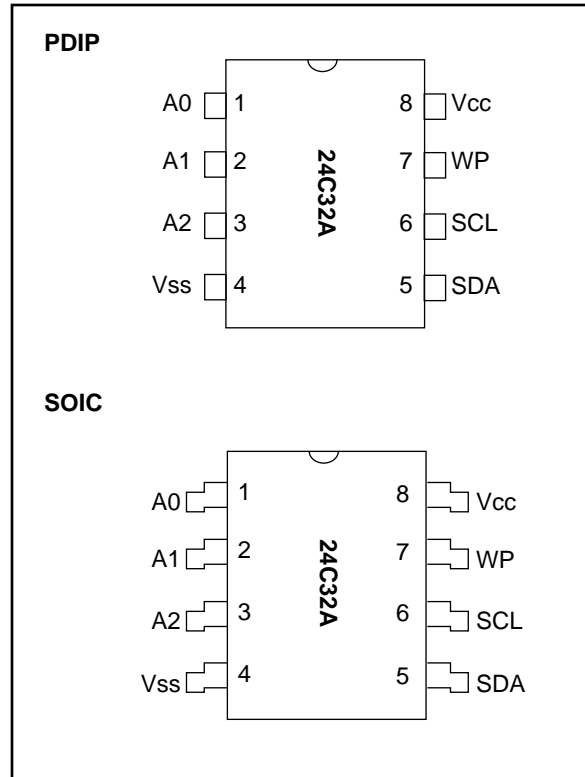 PDIP
A0 1 8 Vcc
A1 2 7 WP
24C32A
A2 3 6 SCL
Vss 4 5 SDA
SOIC
A0 1 8 Vcc
A1 2 7 WP
24C32A
A2 3 6 SCL
Vss 4 5 SDA